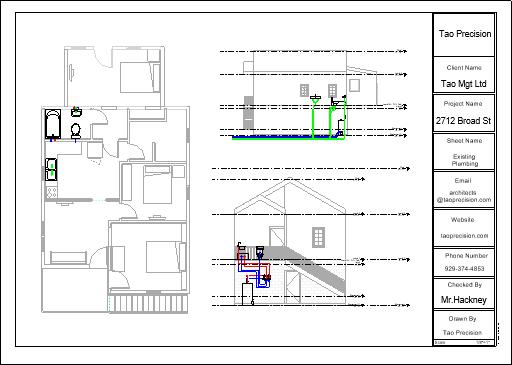 Tao Precision
Client Name
Tao Mgt Ltd
Project Name
2712 Broad St
Sheet Name
Existing
Plumbing
Email
architects
@taoprecision.com
Website
taoprecision.com
Phone Number
929-374-4853
Checked By
Mr.Hackney
Drawn By
Tao Precision
Scale